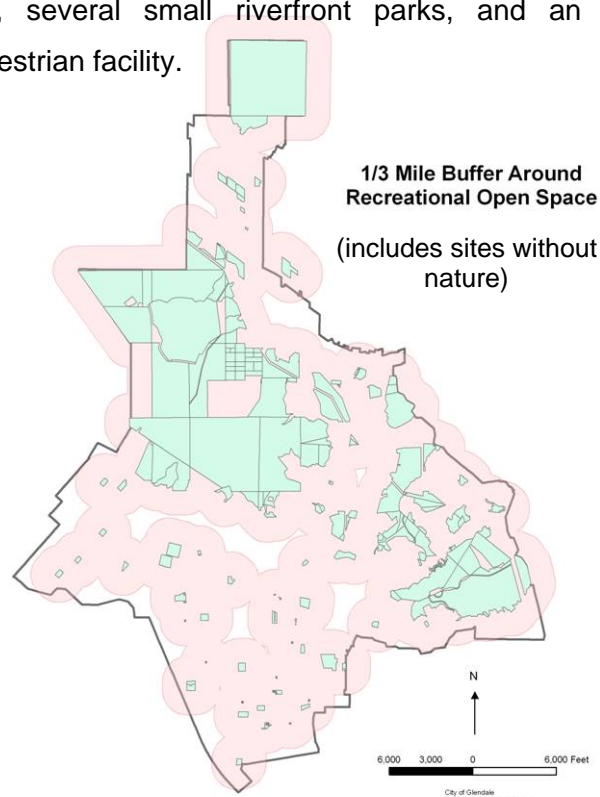 , several small riverfront parks, and an
estrian facility.
1/3 Mile Buffer Around
Recreational Open Space
(includes sites without
nature)
N
6,000 3,000 0 6,000 Feet
City of Glendale